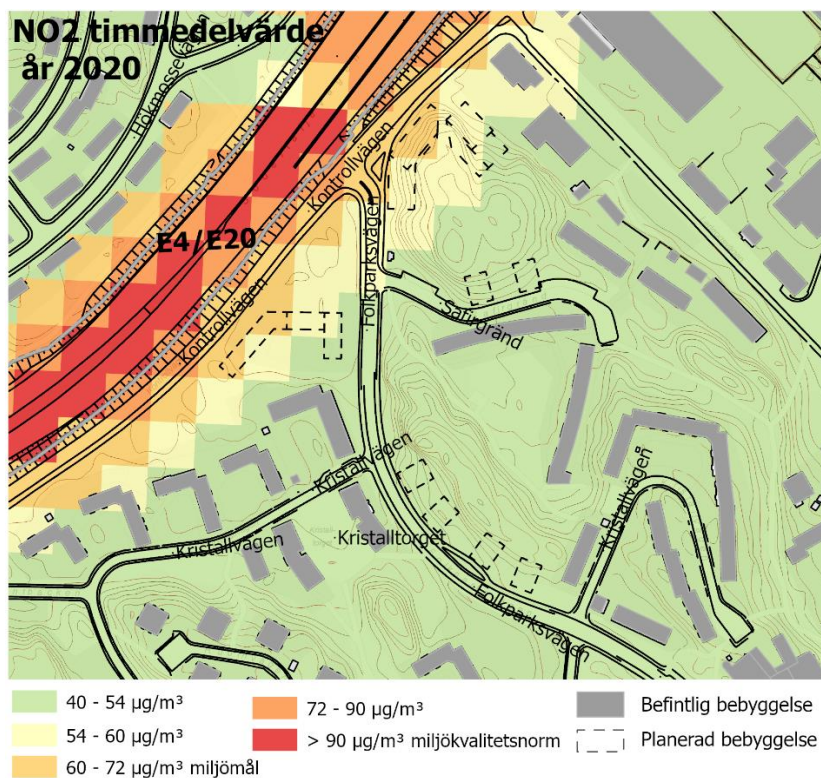 NO2 timmedelvärde
år 2020
Hökmossevägen
Kontrollvägen
E4/E20
Folkparksvägen
Kontrollvägen
Safirgränd
Kristallvägen
Kristallvägen
Kristallvägen
Kristalltorget
Folkparksvägen
40 - 54 µg/m³
54 - 60 µg/m³
60 - 72 µg/m³ miljömål
72 - 90 µg/m³
> 90 µg/m³ miljökvalitetsnorm
Befintlig bebyggelse
Planerad bebyggelse